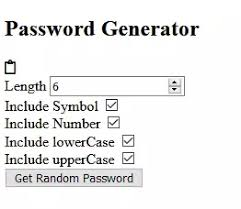 Password Generator
Length 6
Include Symbol
Include Number
Include lowerCase
Include upperCase
Get Random Password